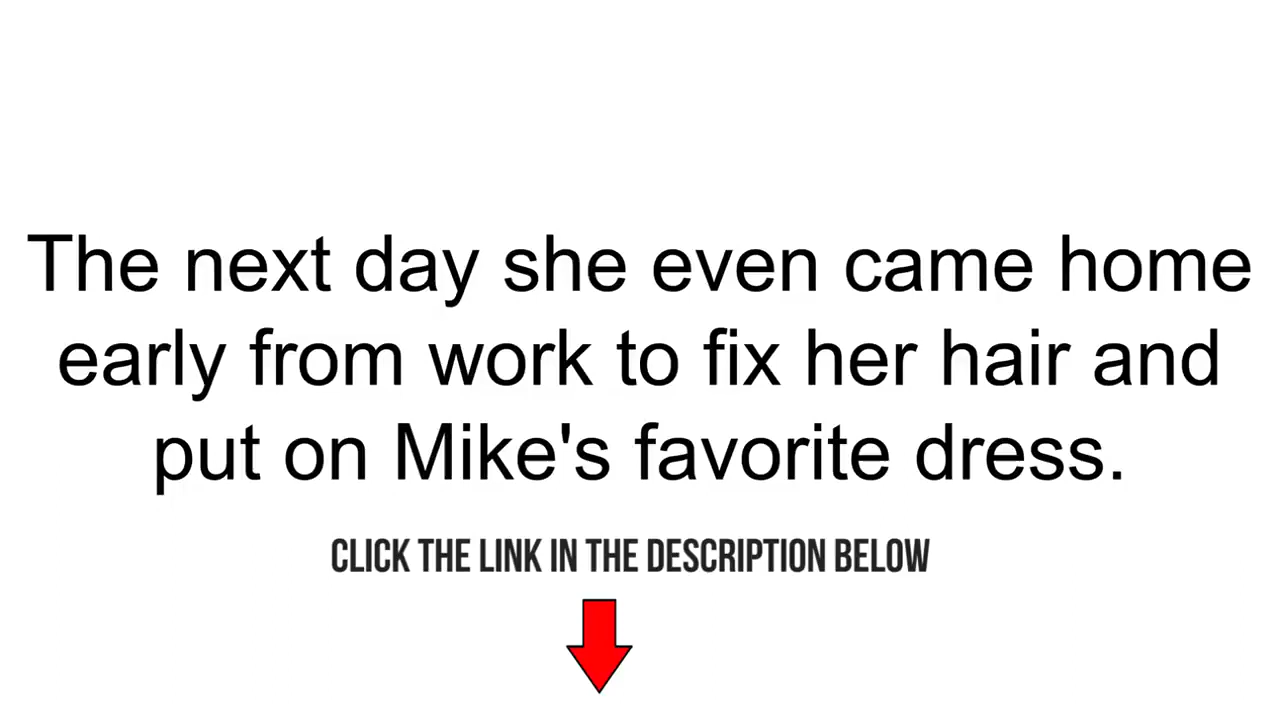 The next day she even came home
early from work to fix her hair and
put on Mike's favorite dress.
CLICK THE LINK IN THE DESCRIPTION BELOW